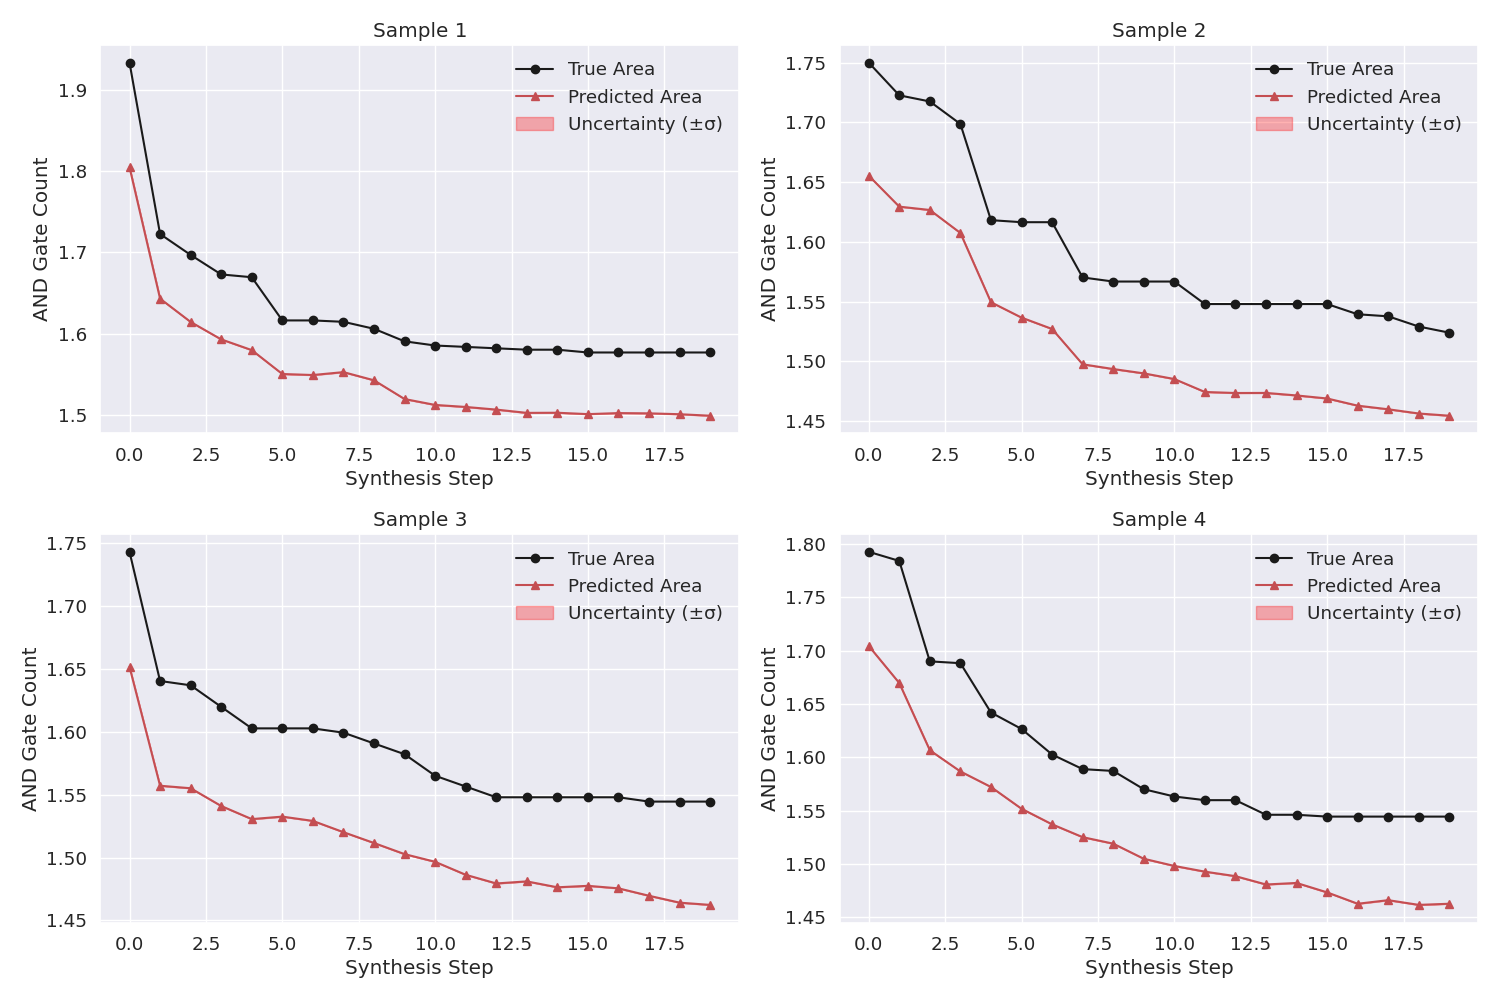 Sample 1
AND Gate Count
1.9
1.8
1.7
1.6
1.5
True Area
Predicted Area
Uncertainty (±σ)
0.0 2.5 5.0 7.5 10.0 12.5 15.0 17.5
Synthesis Step
Sample 2
AND Gate Count
1.75
1.70
1.65
1.60
1.55
1.50
1.45
True Area
Predicted Area
Uncertainty (±σ)
0.0 2.5 5.0 7.5 10.0 12.5 15.0 17.5
Synthesis Step
Sample 3
AND Gate Count
1.75
1.70
1.65
1.60
1.55
1.50
1.45
True Area
Predicted Area
Uncertainty (±σ)
0.0 2.5 5.0 7.5 10.0 12.5 15.0 17.5
Synthesis Step
Sample 4
AND Gate Count
1.80
1.75
1.70
1.65
1.60
1.55
1.50
1.45
True Area
Predicted Area
Uncertainty (±σ)
0.0 2.5 5.0 7.5 10.0 12.5 15.0 17.5
Synthesis Step